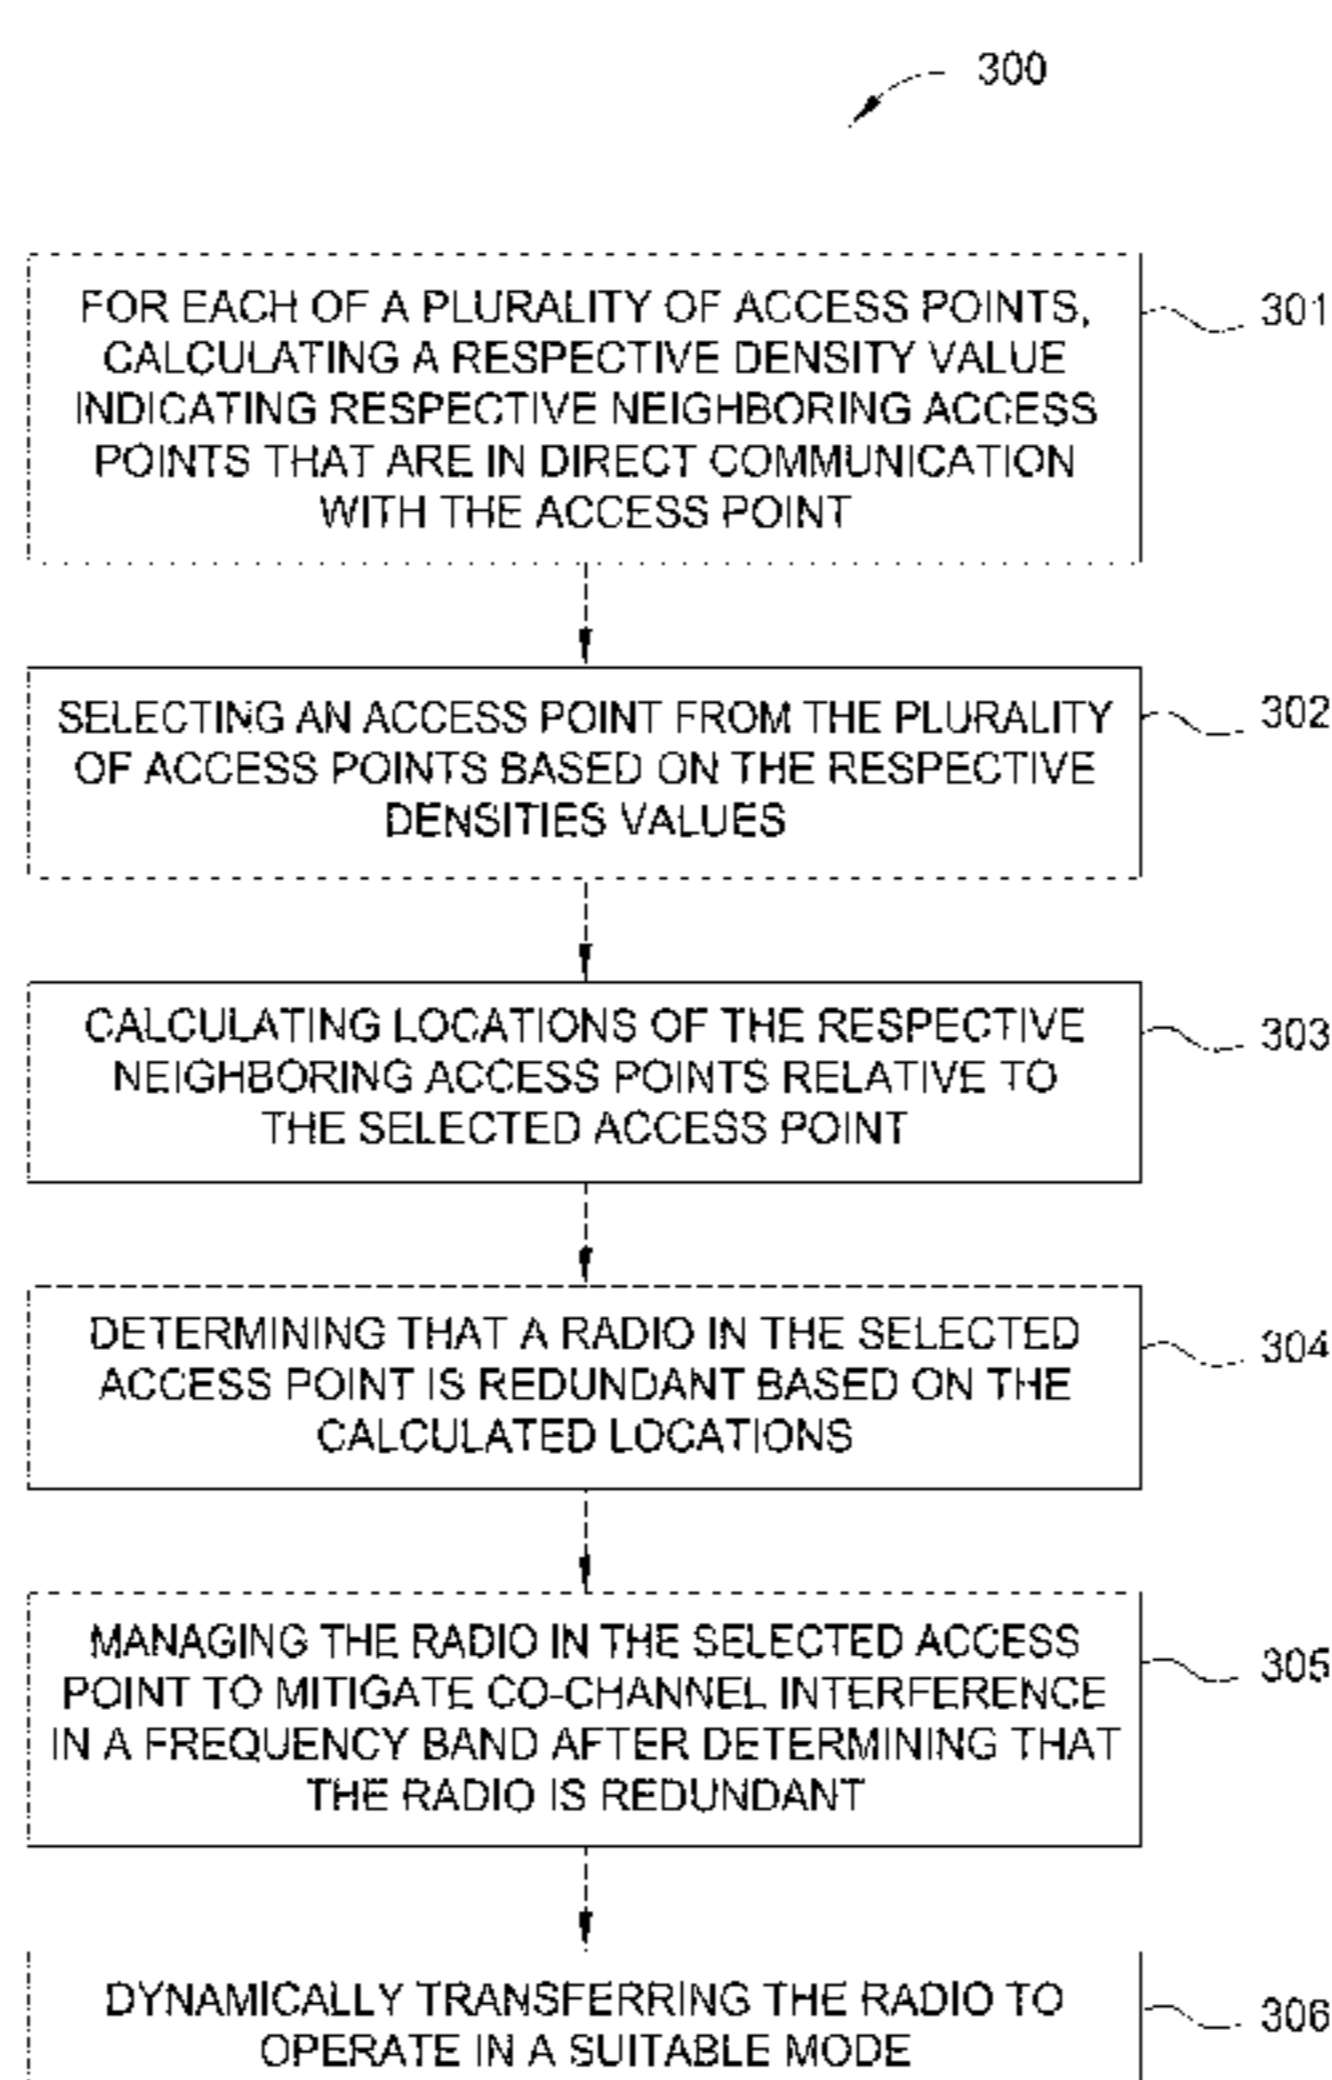 300
FOR EACH OF A PLURALITY OF ACCESS POINTS,
CALCULATING A RESPECTIVE DENSITY VALUE
INDICATING RESPECTIVE NEIGHBORING ACCESS
POINTS THAT ARE IN DIRECT COMMUNICATION
WITH THE ACCESS POINT
301
SELECTING AN ACCESS POINT FROM THE PLURALITY
OF ACCESS POINTS BASED ON THE RESPECTIVE
DENSITIES VALUES
302
CALCULATING LOCATIONS OF THE RESPECTIVE
NEIGHBORING ACCESS POINTS RELATIVE TO
THE SELECTED ACCESS POINT
303
DETERMINING THAT A RADIO IN THE SELECTED
ACCESS POINT IS REDUNDANT BASED ON THE
CALCULATED LOCATIONS
304
MANAGING THE RADIO IN THE SELECTED ACCESS
POINT TO MITIGATE CO-CHANNEL INTERFERENCE
IN A FREQUENCY BAND AFTER DETERMINING THAT
THE RADIO IS REDUNDANT
305
DYNAMICALLY TRANSFERRING THE RADIO TO
OPERATE IN A SUITABLE MODE
306